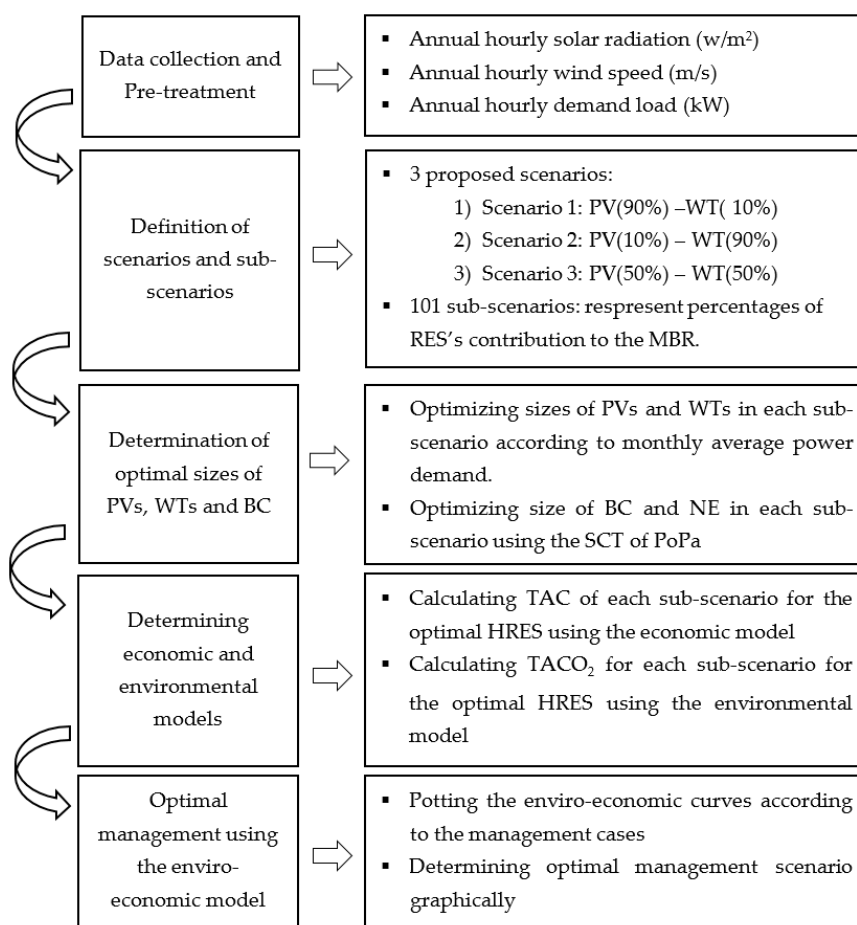 Data collection and
Pre-treatment
▪ Annual hourly solar radiation (w/m²)
▪ Annual hourly wind speed (m/s)
▪ Annual hourly demand load (kW)
Definition of
scenarios and sub-
scenarios
▪ 3 proposed scenarios:
1) Scenario 1: PV(90%) –WT( 10%)
2) Scenario 2: PV(10%) – WT(90%)
3) Scenario 3: PV(50%) – WT(50%)
▪ 101 sub-scenarios: respresent percentages of
RES's contribution to the MBR.
Determination of
optimal sizes of
PVs, WTs and BC
▪ Optimizing sizes of PVs and WTs in each sub-
scenario according to monthly average power
demand.
▪ Optimizing size of BC and NE in each sub-
scenario using the SCT of PoPa
Determining
economic and
environmental
models
▪ Calculating TAC of each sub-scenario for the
optimal HRES using the economic model
▪ Calculating TACO₂ for each sub-scenario for
the optimal HRES using the environmental
model
Optimal
management using
the enviro-
economic model
▪ Potting the enviro-economic curves according
to the management cases
▪ Determining optimal management scenario
graphically